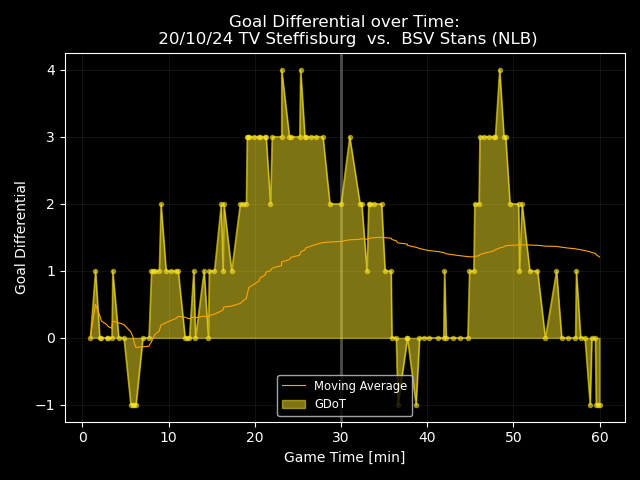 Goal Differential over Time:
20/10/24 TV Steffisburg  vs.  BSV Stans (NLB)
4
3
2
1
0
−1
Goal Differential
Moving Average
GDoT
0 10 20 30 40 50 60
Game Time [min]